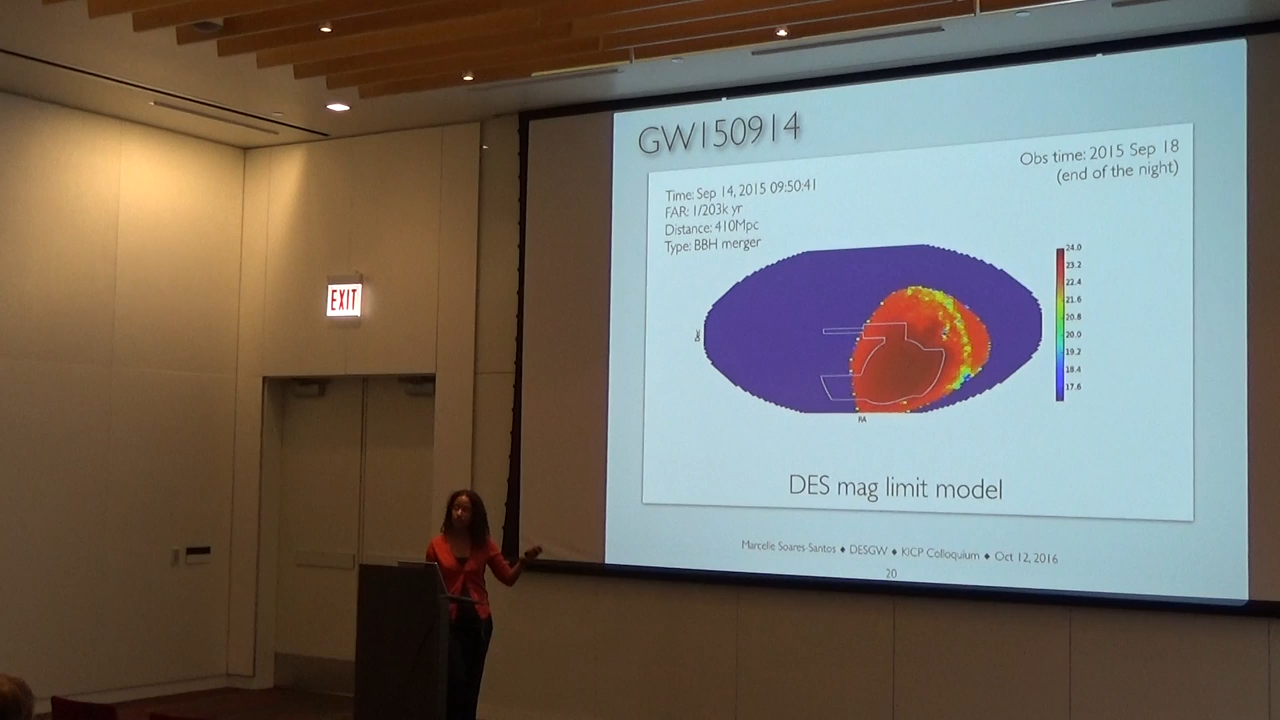 GW150914
Obs time: 2015 Sep 18
(end of the night)
Time: Sep 14, 2015 09:50:41
FAR: 1/203k yr
Distance: 410Mpc
Type: BBH merger
24.0
23.2
22.4
21.6
20.8
20.0
19.2
18.4
17.6
Dec
RA
DES mag limit model
Marcelle Soares-Santos ♦ DESGW ♦ KICP Colloquium ♦ Oct 12, 2016
20
EXIT